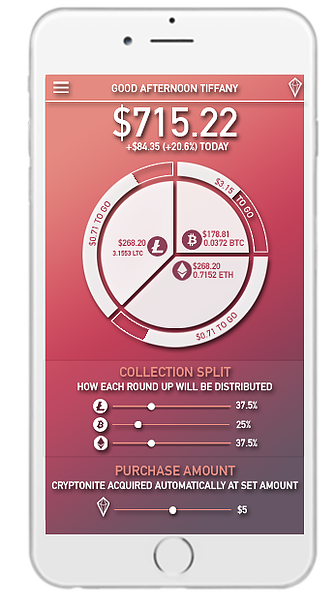 GOOD AFTERNOON TIFFANY
$715.22
+$84.35 (+20.6%) TODAY
$3.15 TO GO
$0.71 TO GO
$268.20
3.1553 LTC
$178.81
0.0372 BTC
$268.20
0.7152 ETH
$0.71 TO GO
COLLECTION SPLIT
HOW EACH ROUND UP WILL BE DISTRIBUTED
37.5%
25%
37.5%
PURCHASE AMOUNT
CRYPTONITE ACQUIRED AUTOMATICALLY AT SET AMOUNT
$5